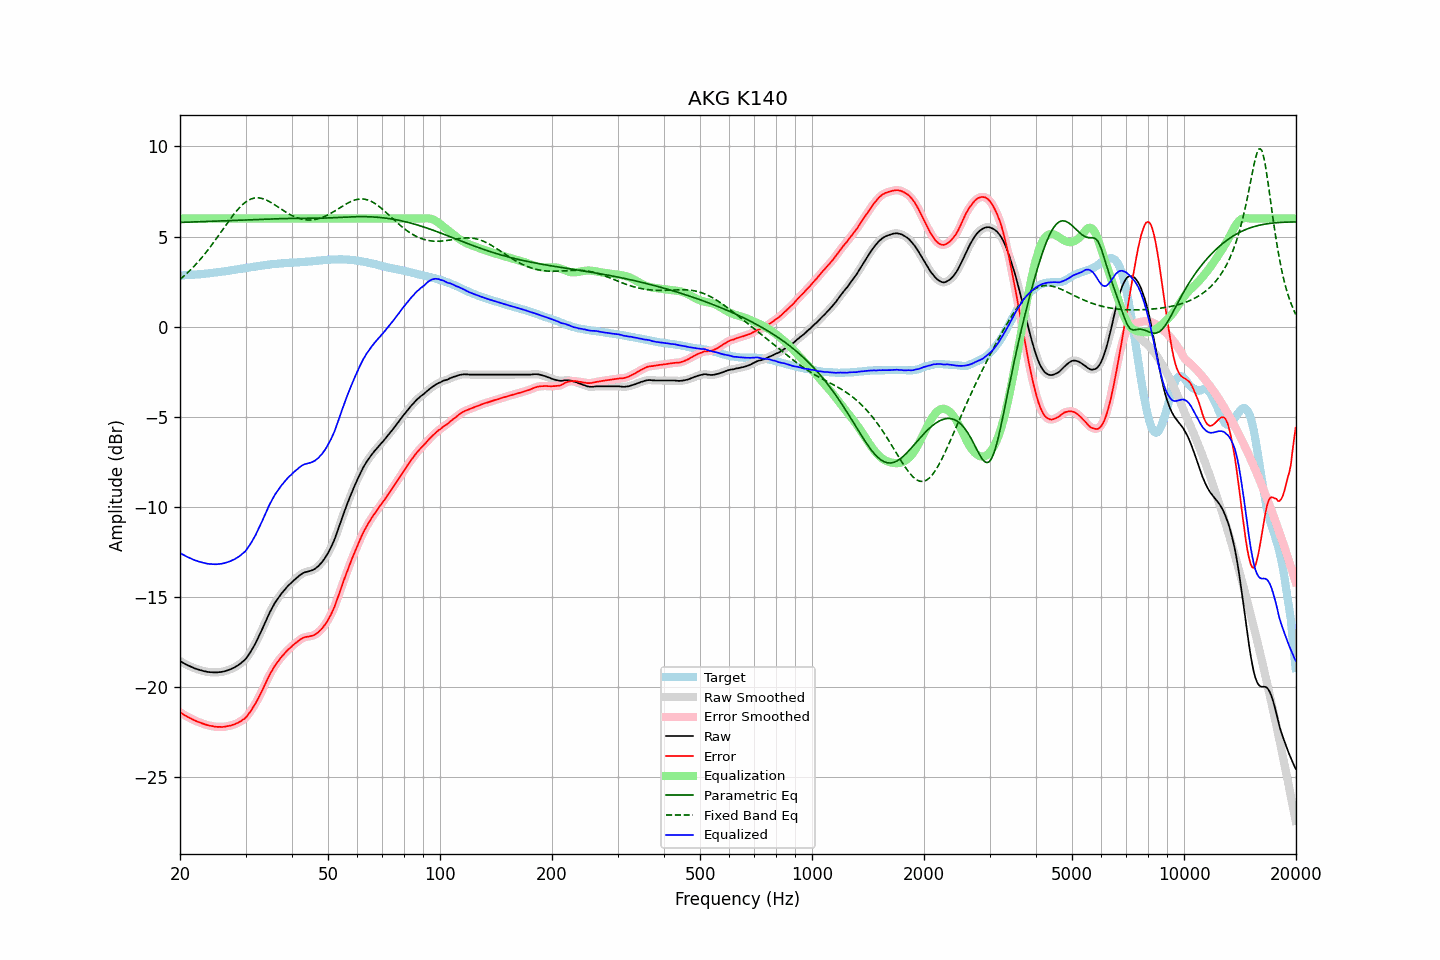 AKG K140
Amplitude (dBr)
10
5
0
−5
−10
−15
−20
−25
Target
Raw Smoothed
Error Smoothed
Raw
Error
Equalization
Parametric Eq
Fixed Band Eq
Equalized
20 50 100 200 500 1000 2000 5000 10000 20000
Frequency (Hz)